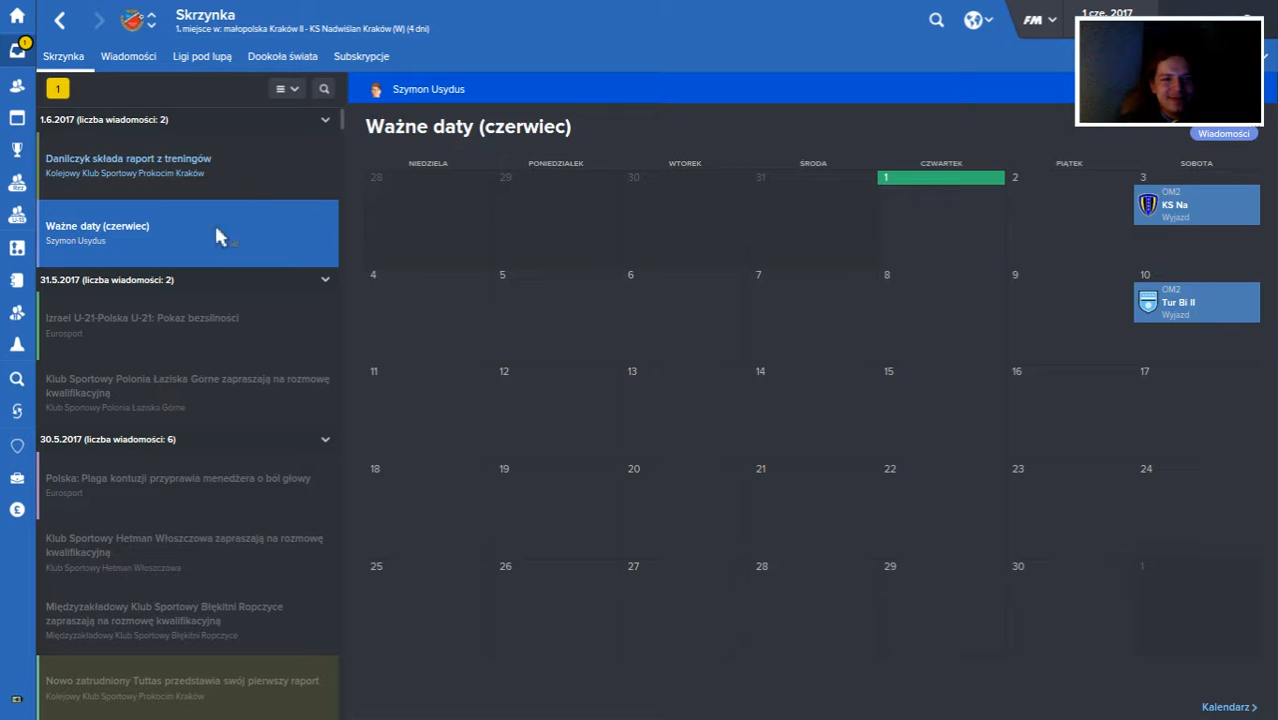 Skrzynka
1. miejsce w: małopolska Kraków II - KS Nadwiślan Kraków (W) (4 dni)
FM
1 cze. 2017
1
Skrzynka
Wiadomości
Ligi pod lupą
Dookoła świata
Subskrypcje
1
Szymon Usydus
1.6.2017 (liczba wiadomości: 2)
Danilczyk składa raport z treningów
Kolejowy Klub Sportowy Prokocim Kraków
Ważne daty (czerwiec)
Szymon Usydus
31.5.2017 (liczba wiadomości: 2)
Izrael U-21-Polska U-21: Pokaz bezsilności
Eurosport
Klub Sportowy Polonia Łaziska Górne zapraszają na rozmowę
kwalifikacyjną
Klub Sportowy Polonia Łaziska Górne
30.5.2017 (liczba wiadomości: 6)
Polska: Plaga kontuzji przyprawia menedżera o ból głowy
Eurosport
Klub Sportowy Hetman Włoszczowa zapraszają na rozmowę
kwalifikacyjną
Klub Sportowy Hetman Włoszczowa
Międzyzakładowy Klub Sportowy Błękitni Ropczyce
zapraszają na rozmowę kwalifikacyjną
Międzyzakładowy Klub Sportowy Błękitni Ropczyce
Nowo zatrudniony Tuttas przedstawia swój pierwszy raport
Kolejowy Klub Sportowy Prokocim Kraków
Ważne daty (czerwiec)
Wiadomości
NIEDZIELA PONIEDZIAŁEK WTOREK ŚRODA CZWARTEK PIĄTEK SOBOTA
28 29 30 31 1 2 3
OM2
KS Na
Wyjazd
4 5 6 7 8 9 10
OM2
Tur Bi II
Wyjazd
11 12 13 14 15 16 17
18 19 20 21 22 23 24
25 26 27 28 29 30 1
Kalendarz